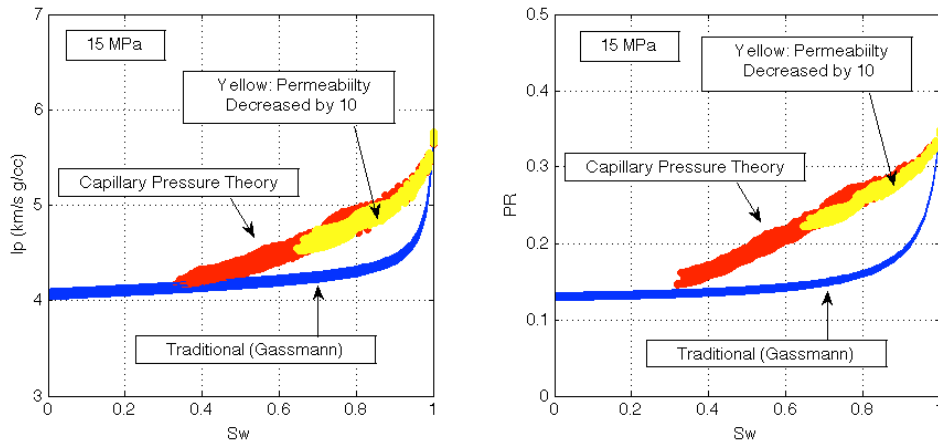 7
6
5
4
3
Ip (km/s g/cc)
15 MPa
Yellow: Permeabiilty
Decreased by 10
Capillary Pressure Theory
Traditional (Gassmann)
0 0.2 0.4 0.6 0.8 1
Sw
0.5
0.4
0.3
0.2
0.1
0
PR
15 MPa
Yellow: Permeabiilty
Decreased by 10
Capillary Pressure Theory
Traditional (Gassmann)
0 0.2 0.4 0.6 0.8 1
Sw